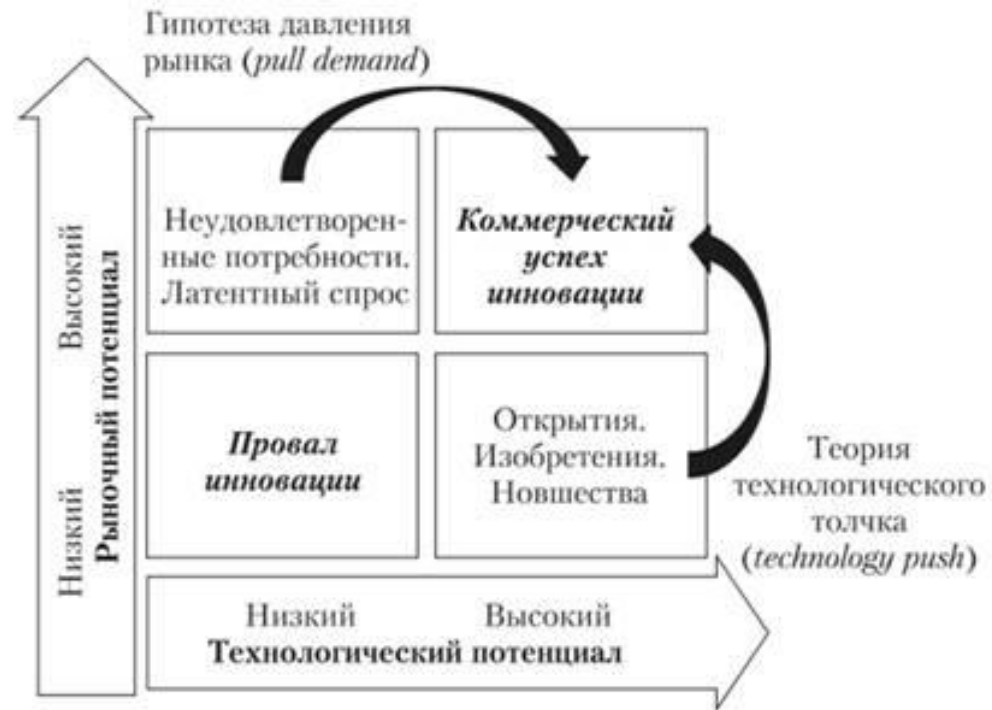 Гипотеза давления
рынка (pull demand)
Высокий
Низкий
Рыночный потенциал
Неудовлетворен-
ные потребности.
Латентный спрос
Коммерческий
успех
инновации
Провал
инновации
Открытия.
Изобретения.
Новшества
Теория
технологического
толчка
(technology push)
Низкий Высокий
Технологический потенциал